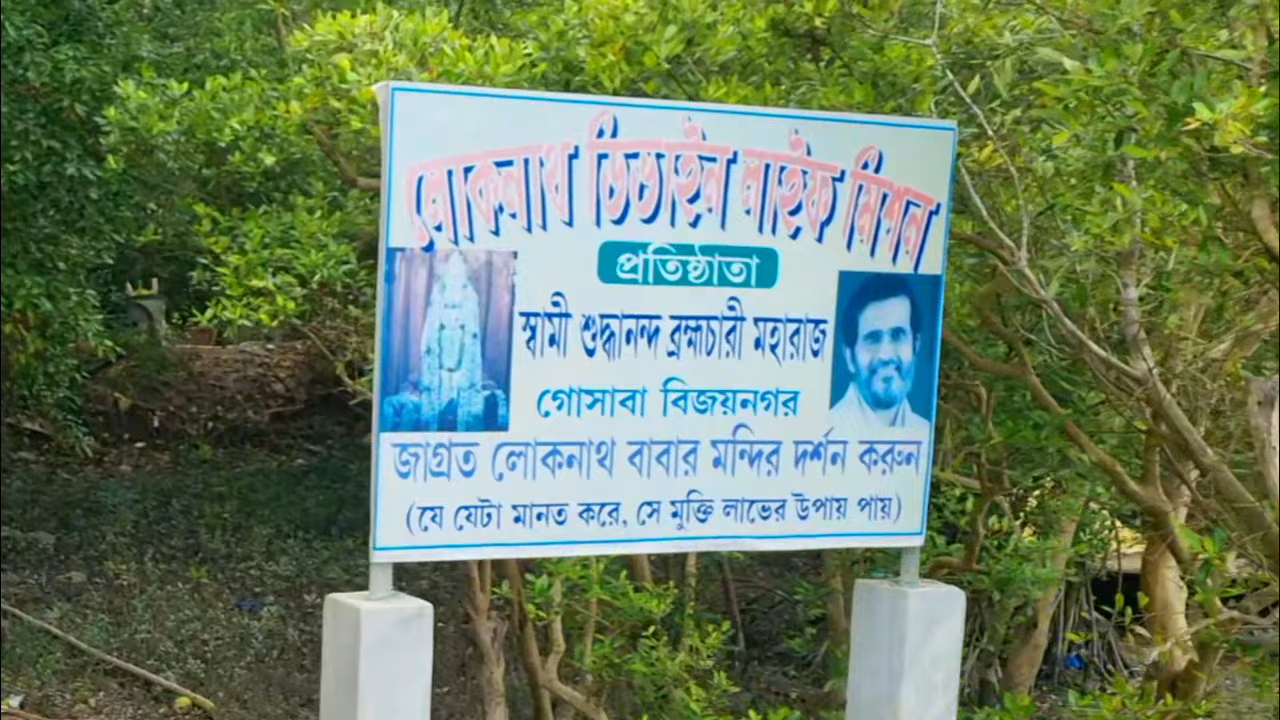 লোকনাথ ডিভাইন লাইফ মিশন
প্রতিষ্ঠাতা
স্বামী শুদ্ধানন্দ ব্রহ্মচারী মহারাজ
গোসাবা বিজয়নগর
জাগ্রত লোকনাথ বাবার মন্দির দর্শন করুন
(যে যেটা মানত করে, সে মুক্তি লাভের উপায় পায়)